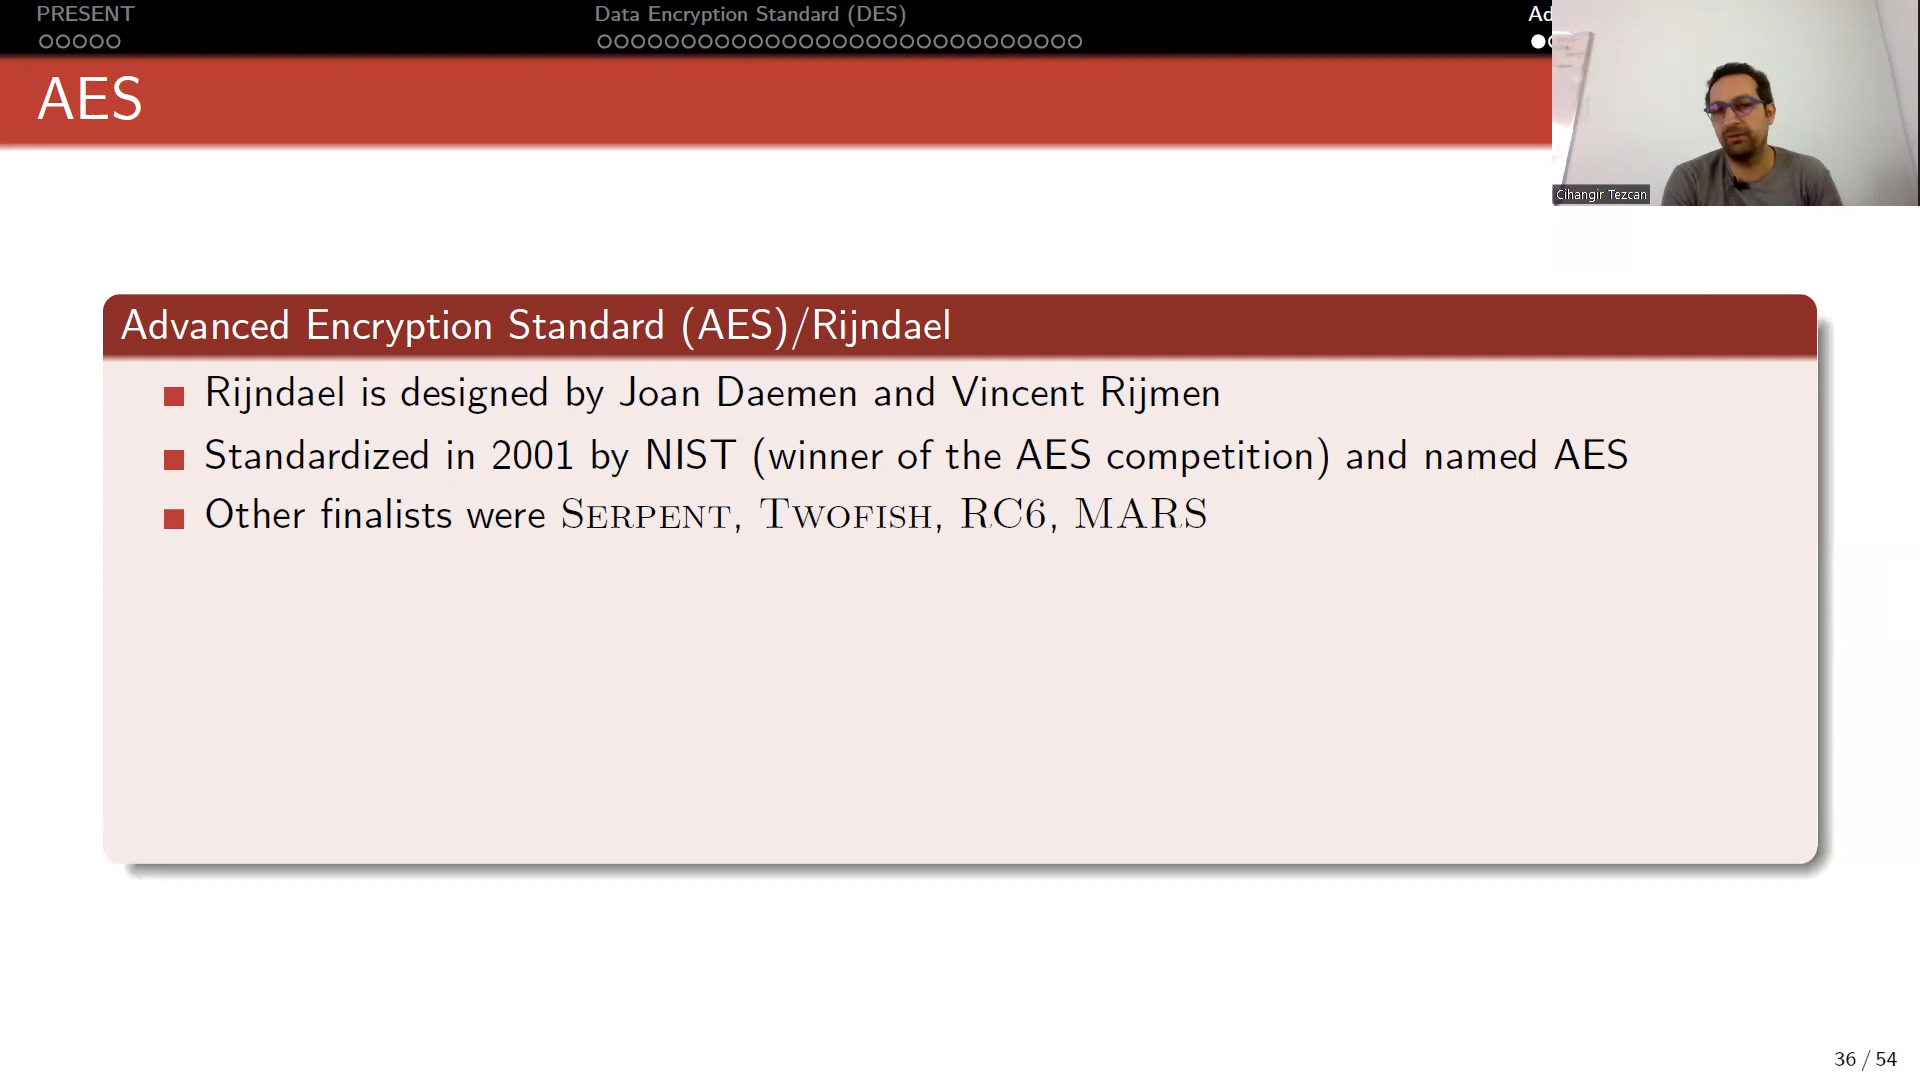 PRESENT
Data Encryption Standard (DES)
Ad
AES
Cihangir Tezcan
Advanced Encryption Standard (AES)/Rijndael
Rijndael is designed by Joan Daemen and Vincent Rijmen
Standardized in 2001 by NIST (winner of the AES competition) and named AES
Other finalists were SERPENT, TWOFISH, RC6, MARS
36 / 54